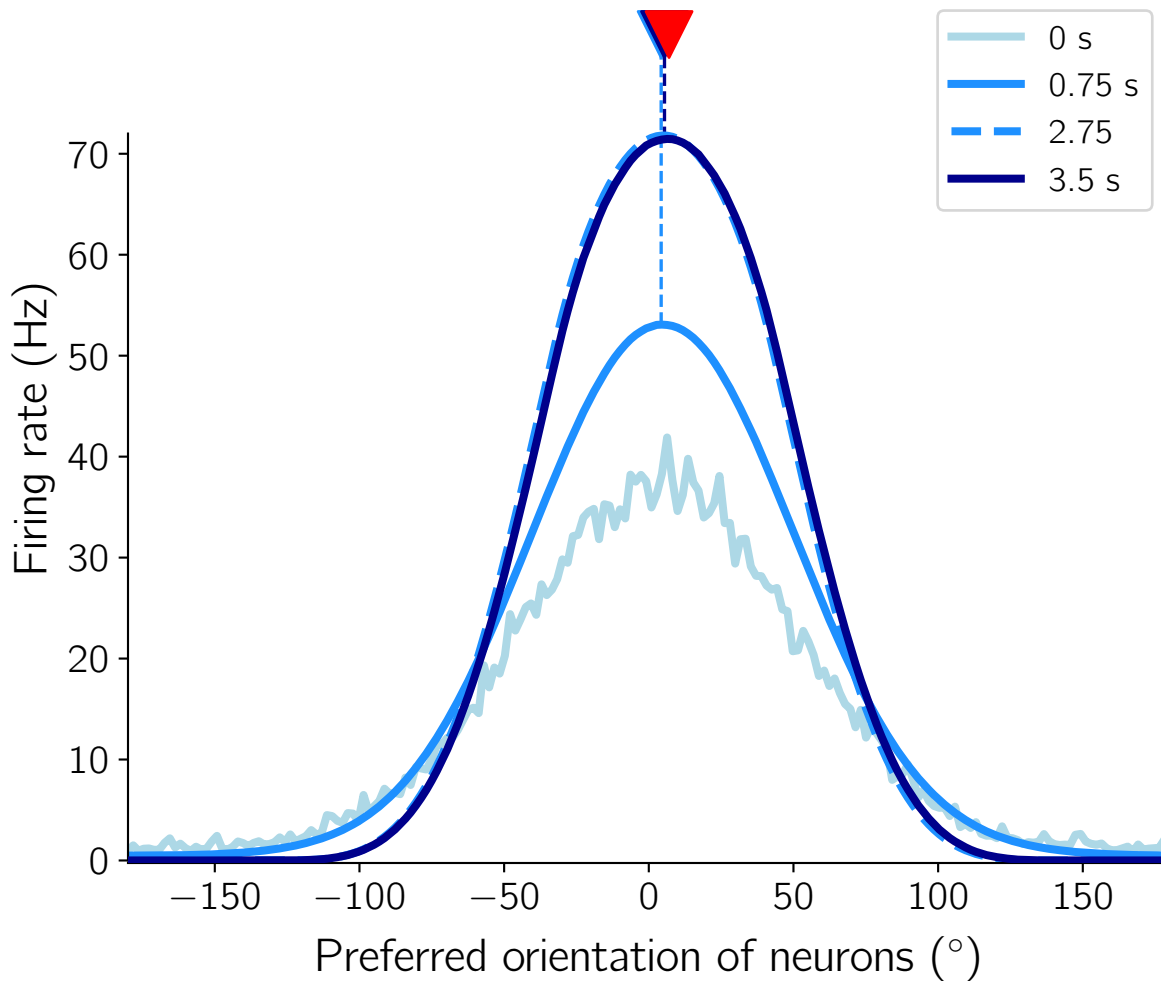 0 s
0.75 s
2.75
3.5 s
70
60
50
40
30
20
10
0
Firing rate (Hz)
−150 −100 −50 0 50 100 150
Preferred orientation of neurons (°)